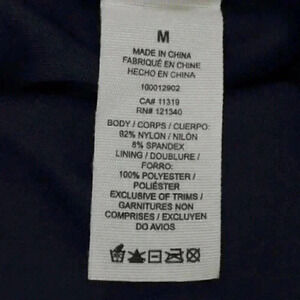 M
MADE IN CHINA
FABRIQUÉ EN CHINE
HECHO EN CHINA
100012902
CA# 11319
RN# 121340
BODY / CORPS / CUERPO:
92% NYLON / NILÓN
8% SPANDEX
LINING / DOUBLURE /
FORRO:
100% POLYESTER /
POLIÉSTER
EXCLUSIVE OF TRIMS /
GARNITURES NON
COMPRISES / EXCLUYEN
DO AVIOS